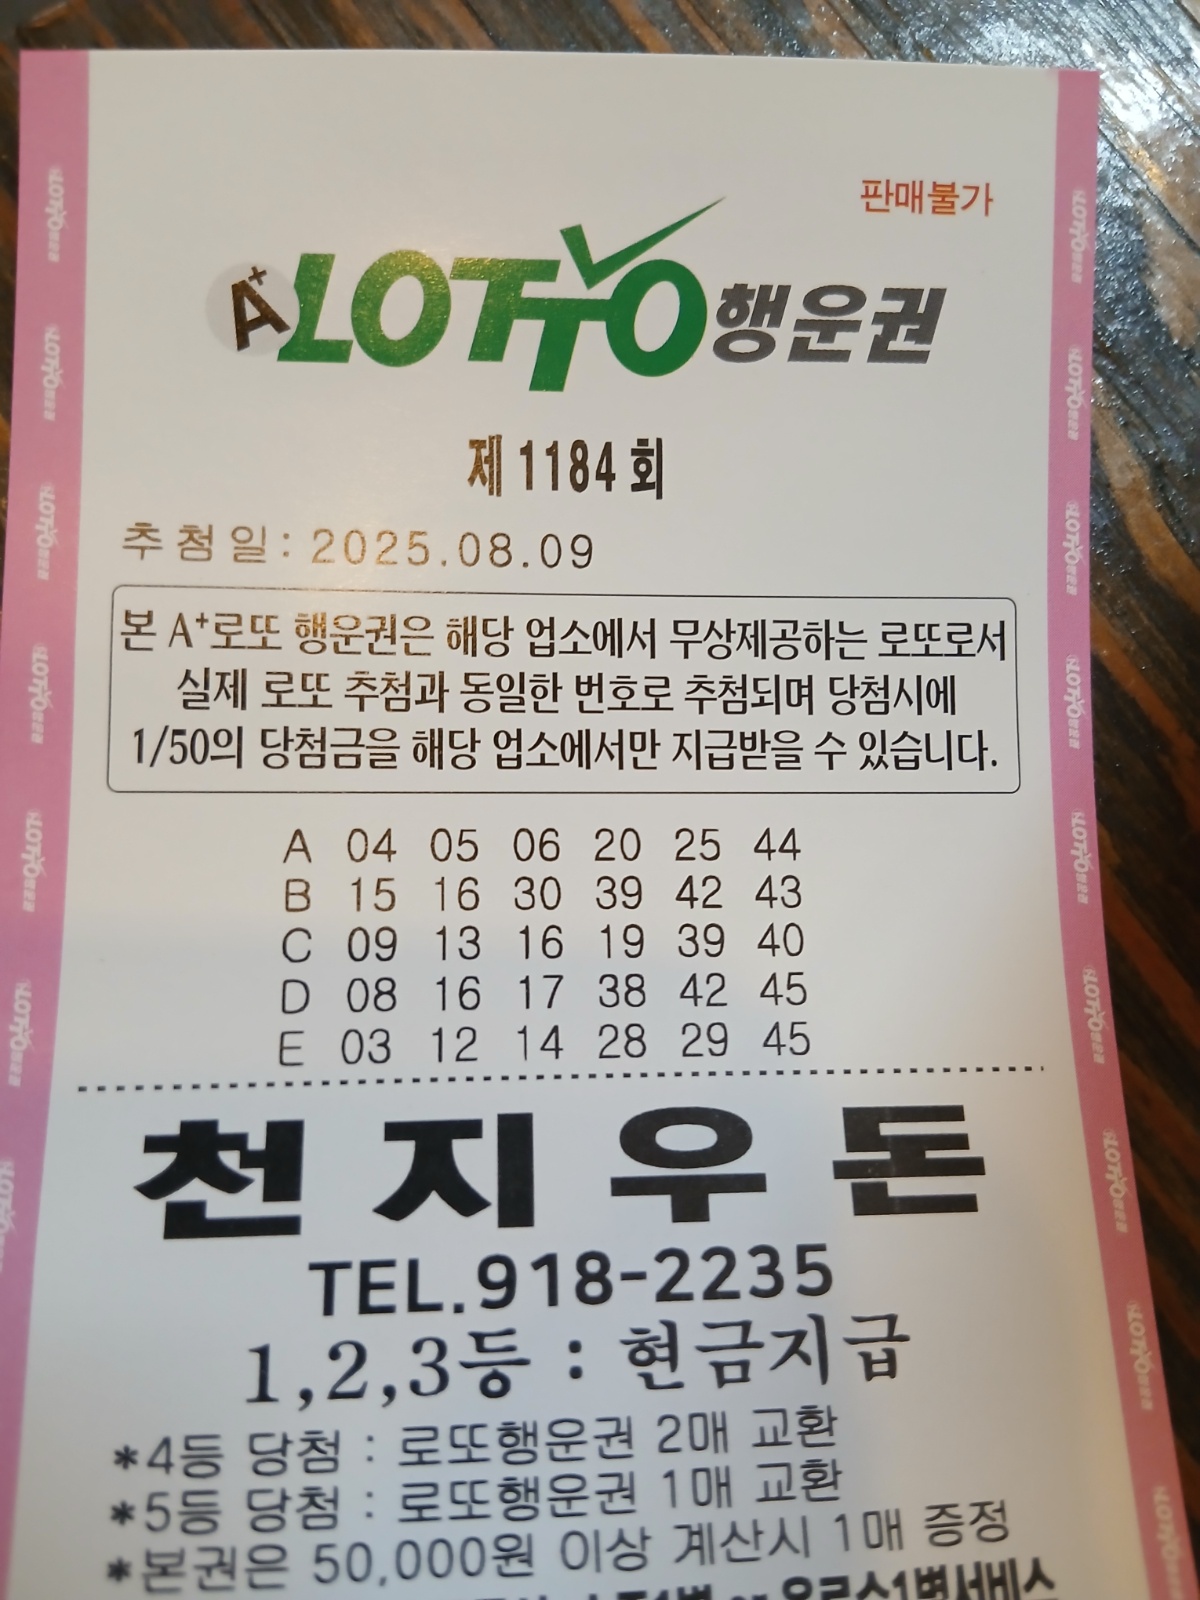 판매불가
A+ LOTTO 행운권
제 1184 회
추첨일: 2025.08.09
본 A+로또 행운권은 해당 업소에서 무상제공하는 로또로서
실제 로또 추첨과 동일한 번호로 추첨되며 당첨시에
1/50의 당첨금을 해당 업소에서만 지급받을 수 있습니다.
A 04 05 06 20 25 44
B 15 16 30 39 42 43
C 09 13 16 19 39 40
D 08 16 17 38 42 45
E 03 12 14 28 29 45
천지우돈
TEL.918-2235
1,2,3등 : 현금지급
*4등 당첨 : 로또행운권 2매 교환
*5등 당첨 : 로또행운권 1매 교환
*본권은 50,000원 이상 계산시 1매 증정